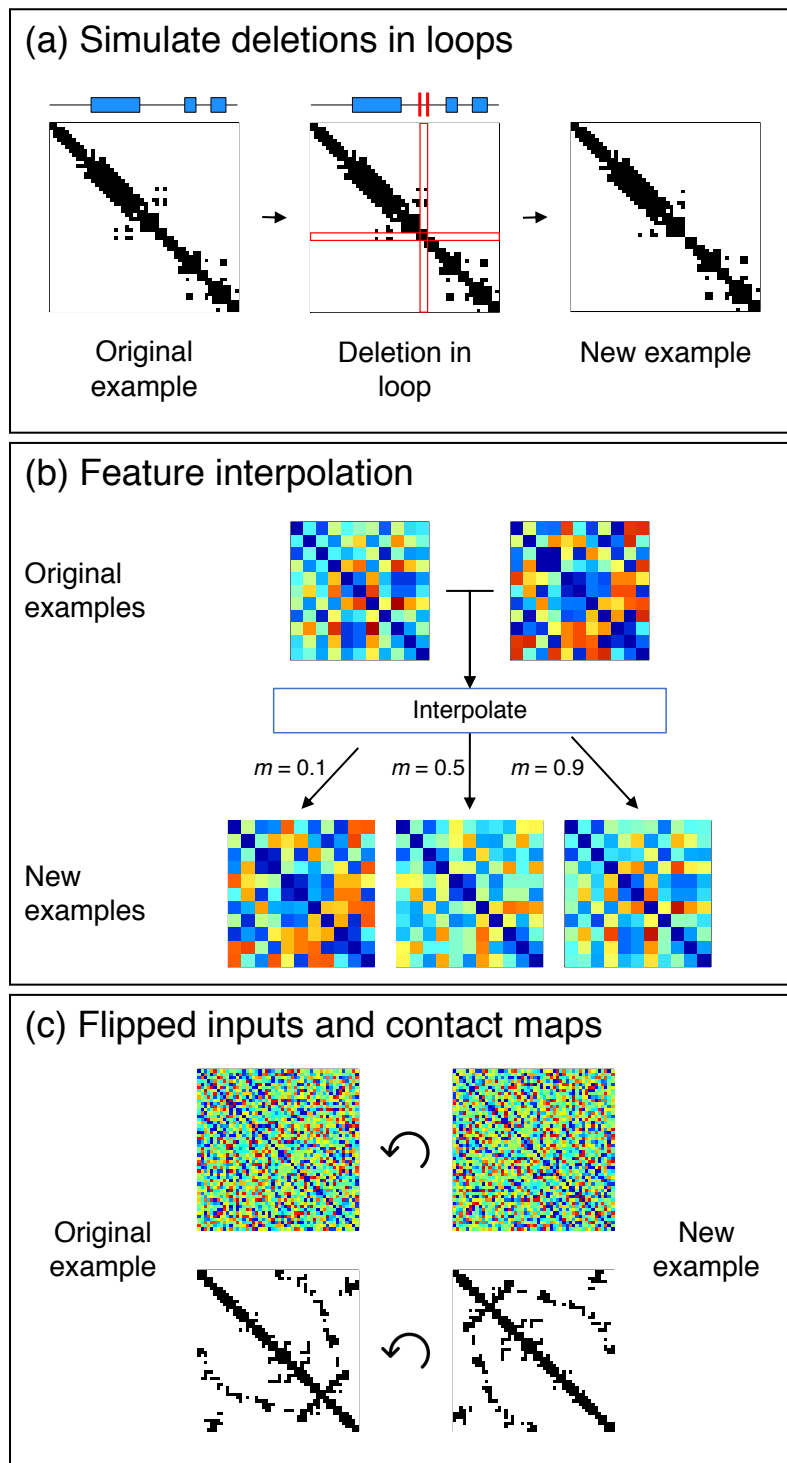 (a) Simulate deletions in loops
Original
example
Deletion in
loop
New example
(b) Feature interpolation
Original
examples
Interpolate
m = 0.1
m = 0.5
m = 0.9
New
examples
(c) Flipped inputs and contact maps
Original
example
New
example